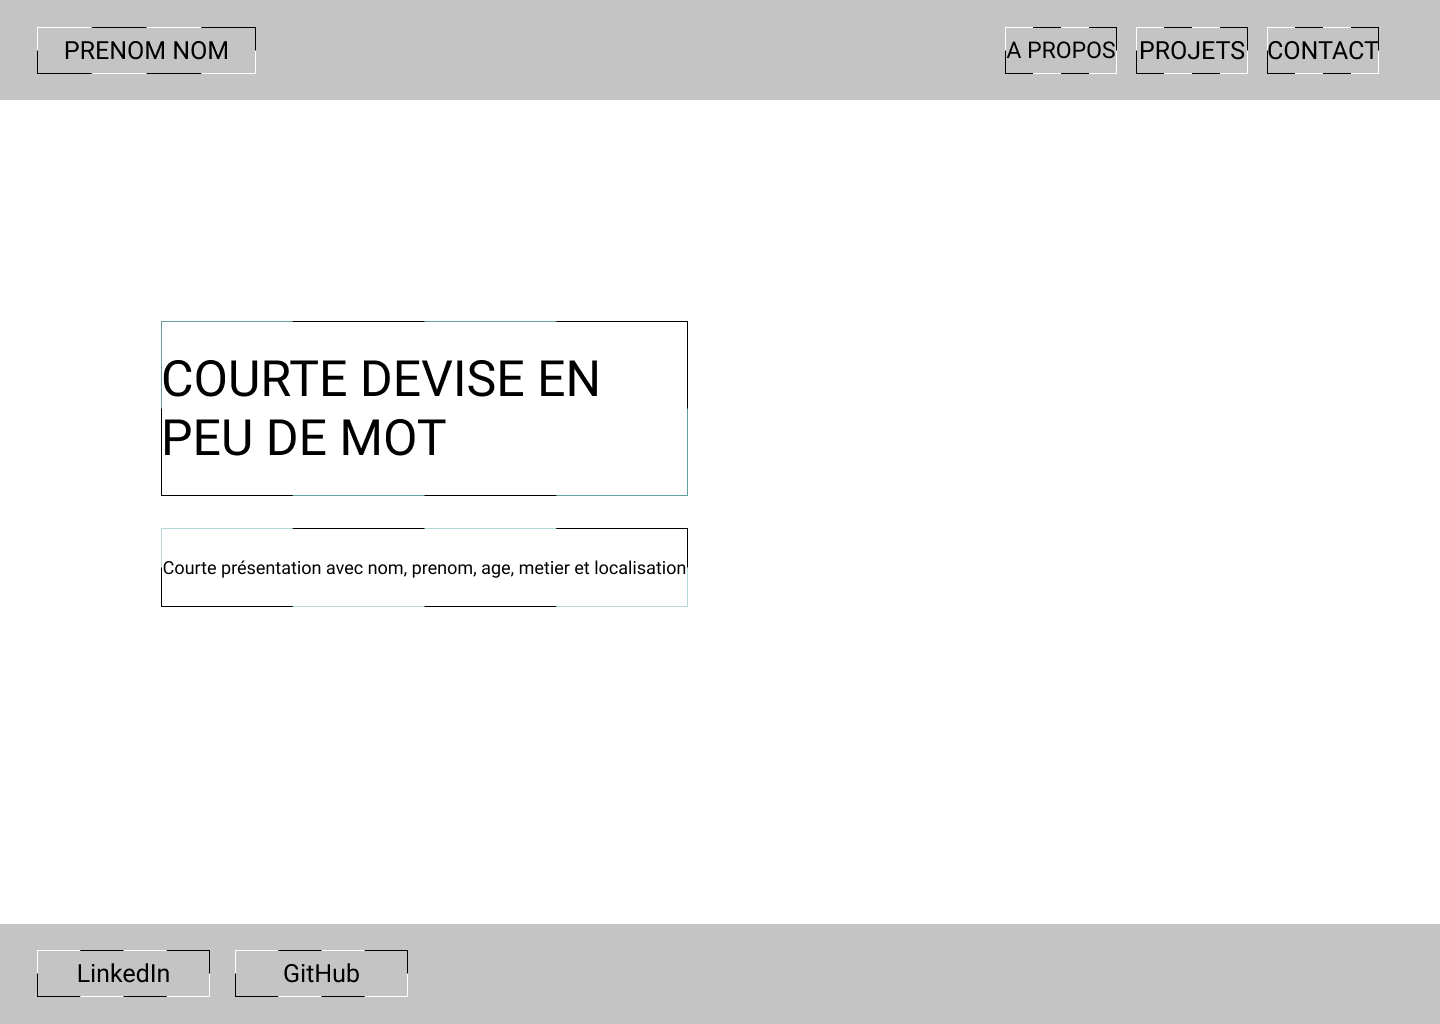 PRENOM NOM
A PROPOS
PROJETS
CONTACT
COURTE DEVISE EN
PEU DE MOT
Courte présentation avec nom, prenom, age, metier et localisation
LinkedIn
GitHub